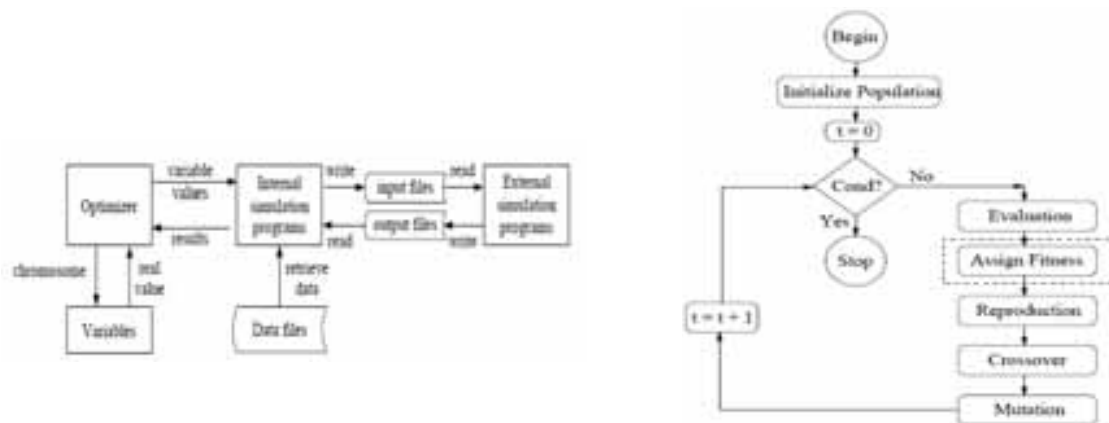 variable
values
write
read
Optimizer
Internal
simulation
programs
input files
output files
External
simulation
programs
results
read
write
chromosome
real
value
retrieve
data
Variables
Data files
Begin
Initialize Population
t = 0
Cond?
No
Yes
Stop
Evaluation
Assign Fitness
Reproduction
Crossover
Mutation
t = t + 1